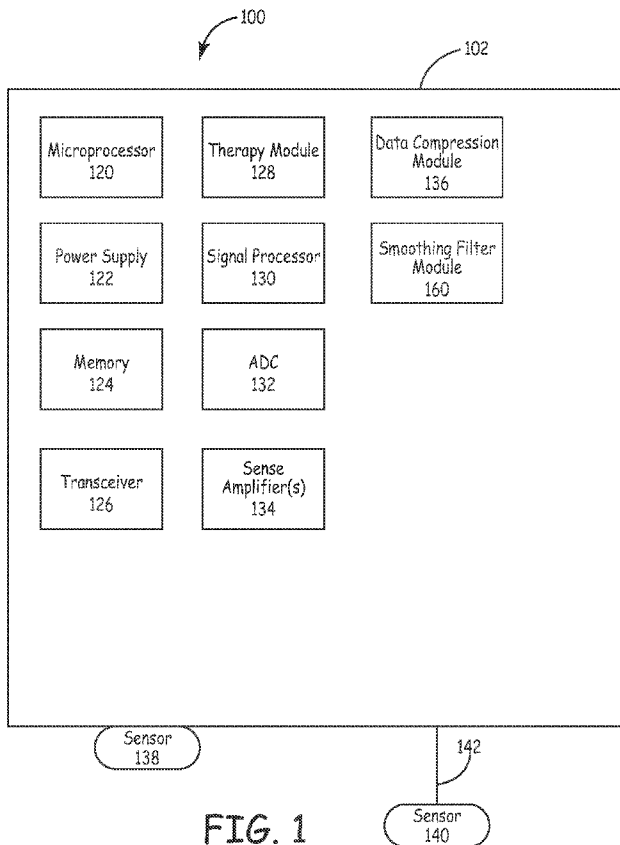 100
102
Microprocessor
120
Therapy Module
128
Data Compression
Module
136
Power Supply
122
Signal Processor
130
Smoothing Filter
Module
160
Memory
124
ADC
132
Transceiver
126
Sense
Amplifier(s)
134
Sensor
138
142
Sensor
140
FIG. 1